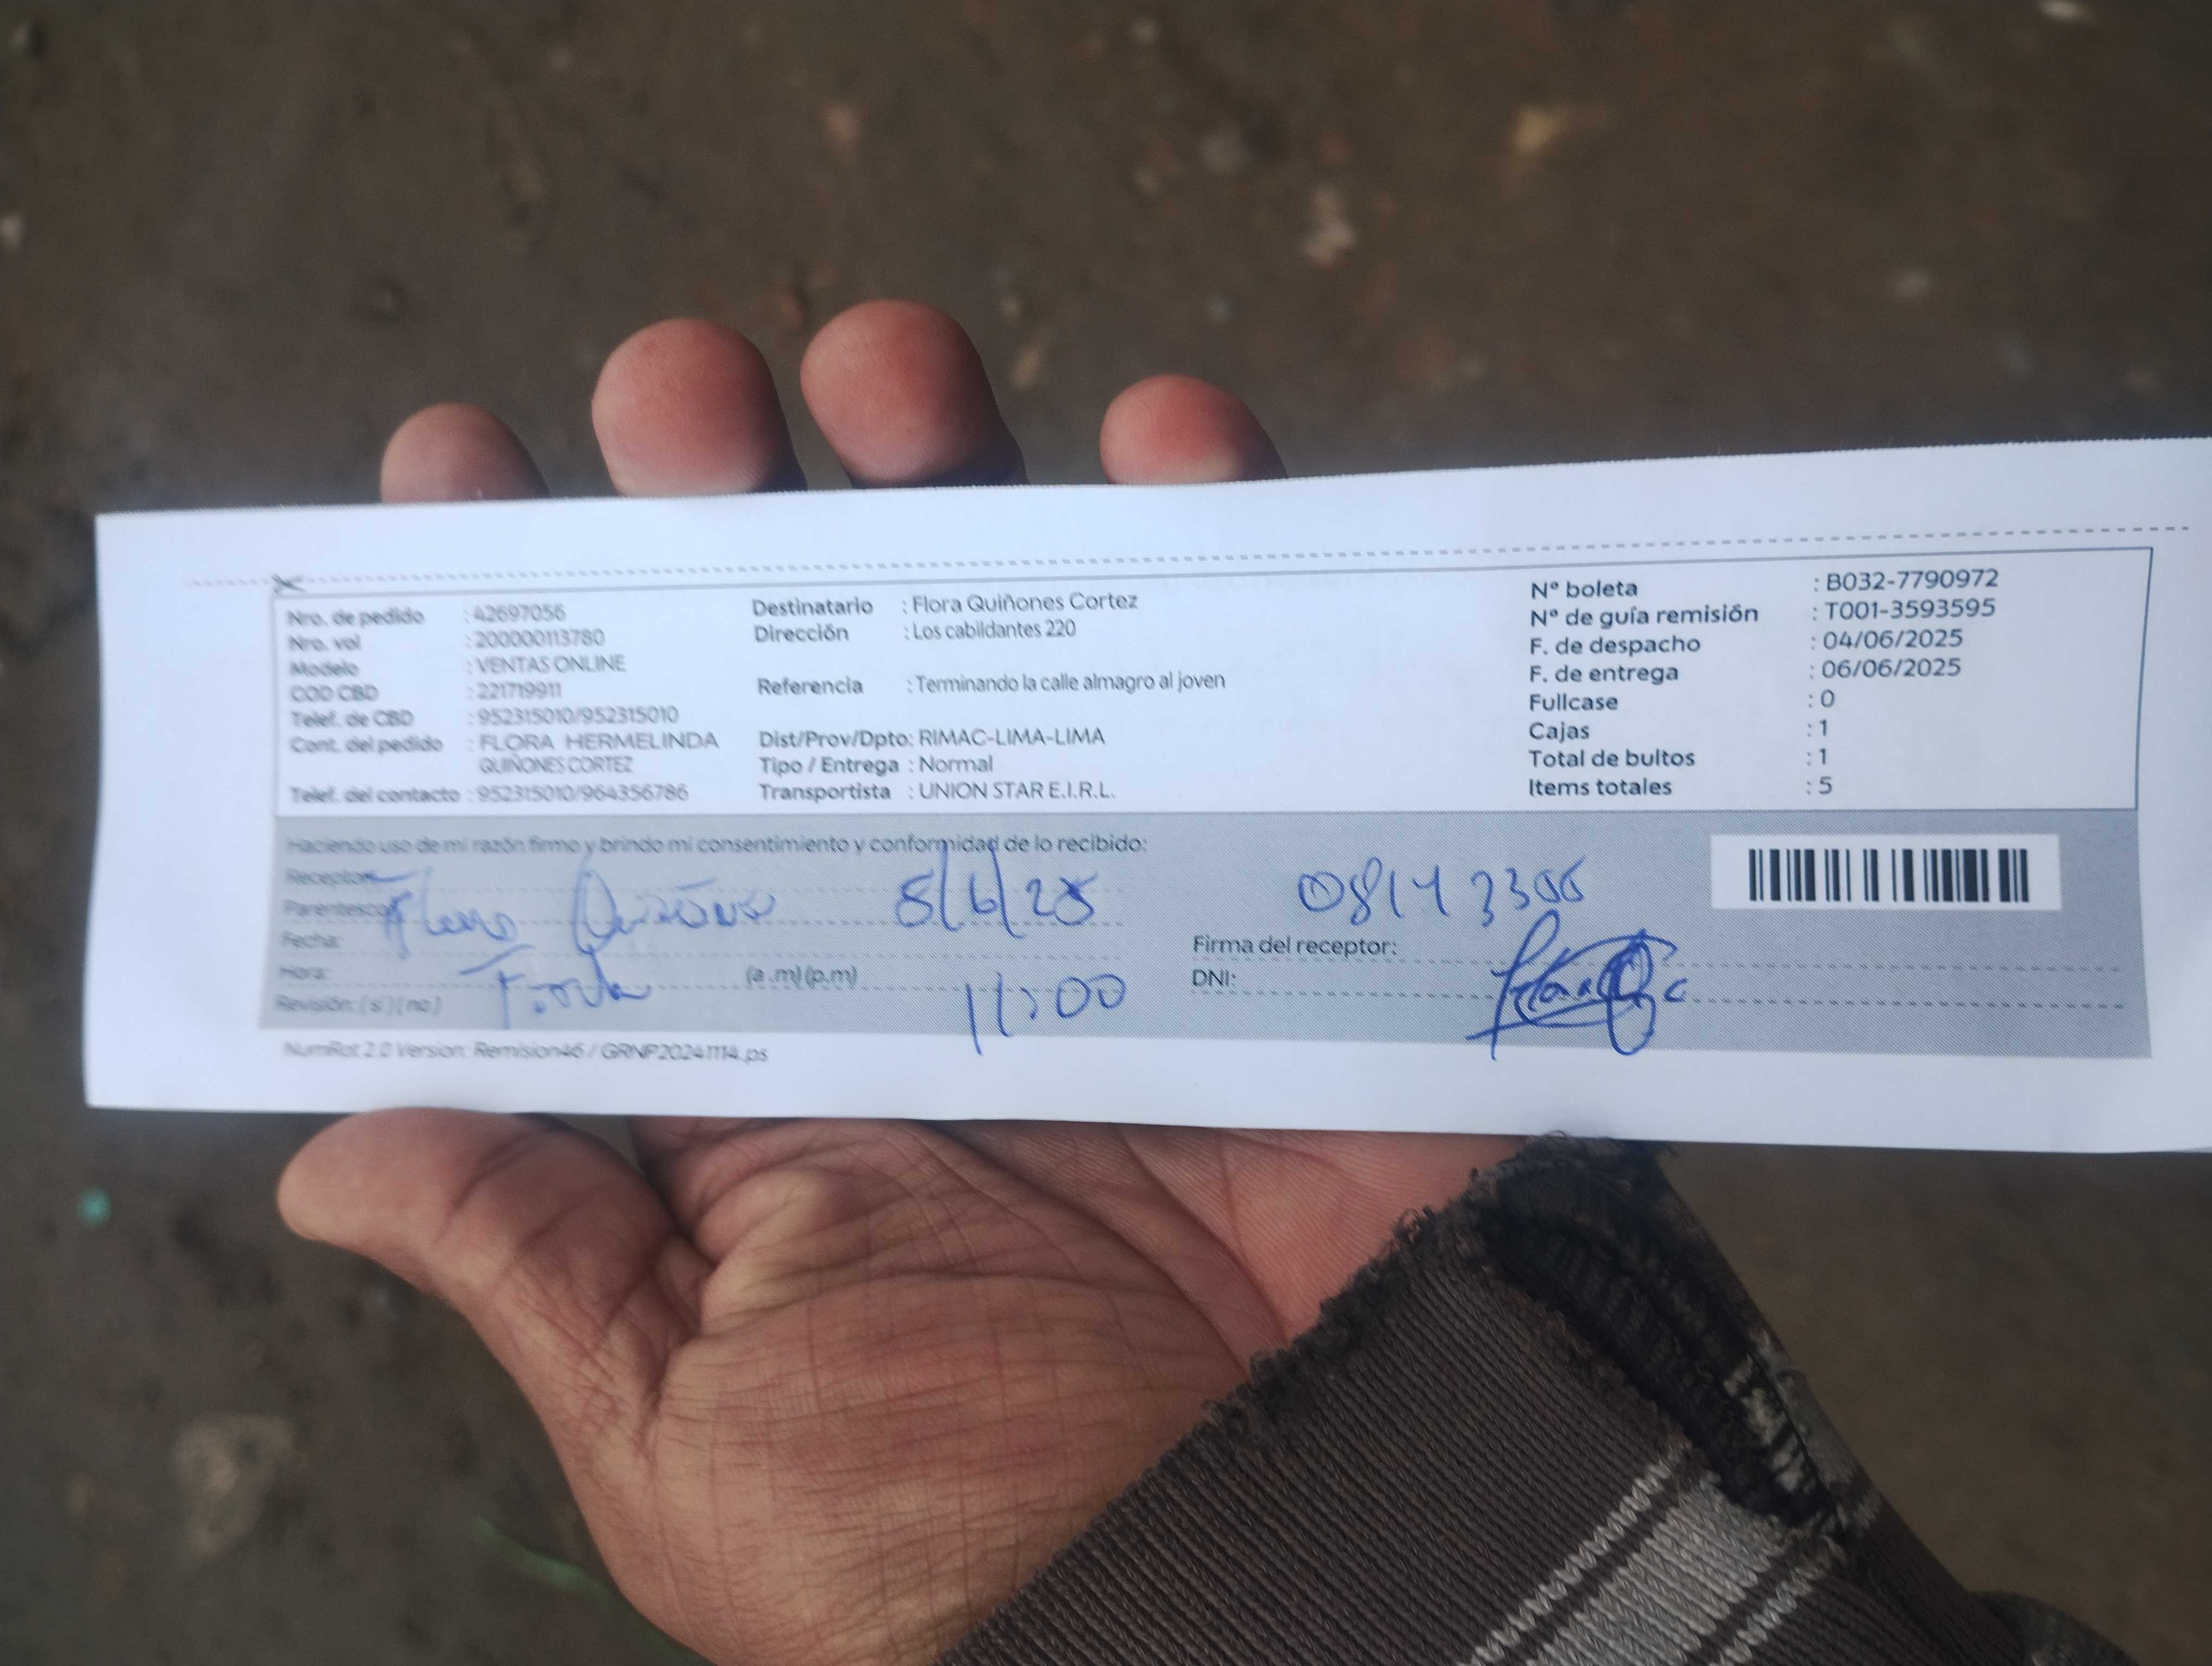 Nro. de pedido : 42697056
Nro. vol : 200000113780
Modelo : VENTAS ONLINE
COD CBD : 221719911
Telef. de CBD : 952315010/952315010
Cont. del pedido : FLORA HERMELINDA
QUIÑONES CORTEZ
Telef. del contacto : 952315010/964356786
Destinatario : Flora Quiñones Cortez
Dirección : Los cabildantes 220
Referencia : Terminando la calle almagro al joven
Dist/Prov/Dpto: RIMAC-LIMA-LIMA
Tipo / Entrega : Normal
Transportista : UNION STAR E.I.R.L.
Nº boleta : B032-7790972
Nº de guía remisión : T001-3593595
F. de despacho : 04/06/2025
F. de entrega : 06/06/2025
Fullcase : 0
Cajas : 1
Total de bultos : 1
Items totales : 5
Haciendo uso de mi razón firmo y brindo mi consentimiento y conformidad de lo recibido:
Receptor:
Parentesco:
Fecha: 8/6/25
Hora: (a.m)(p.m) 11:00
Revisión: (si)(no)
Firma del receptor:
DNI:
NumRot 2.0 Version: Remision46 / GRNP20241114.ps